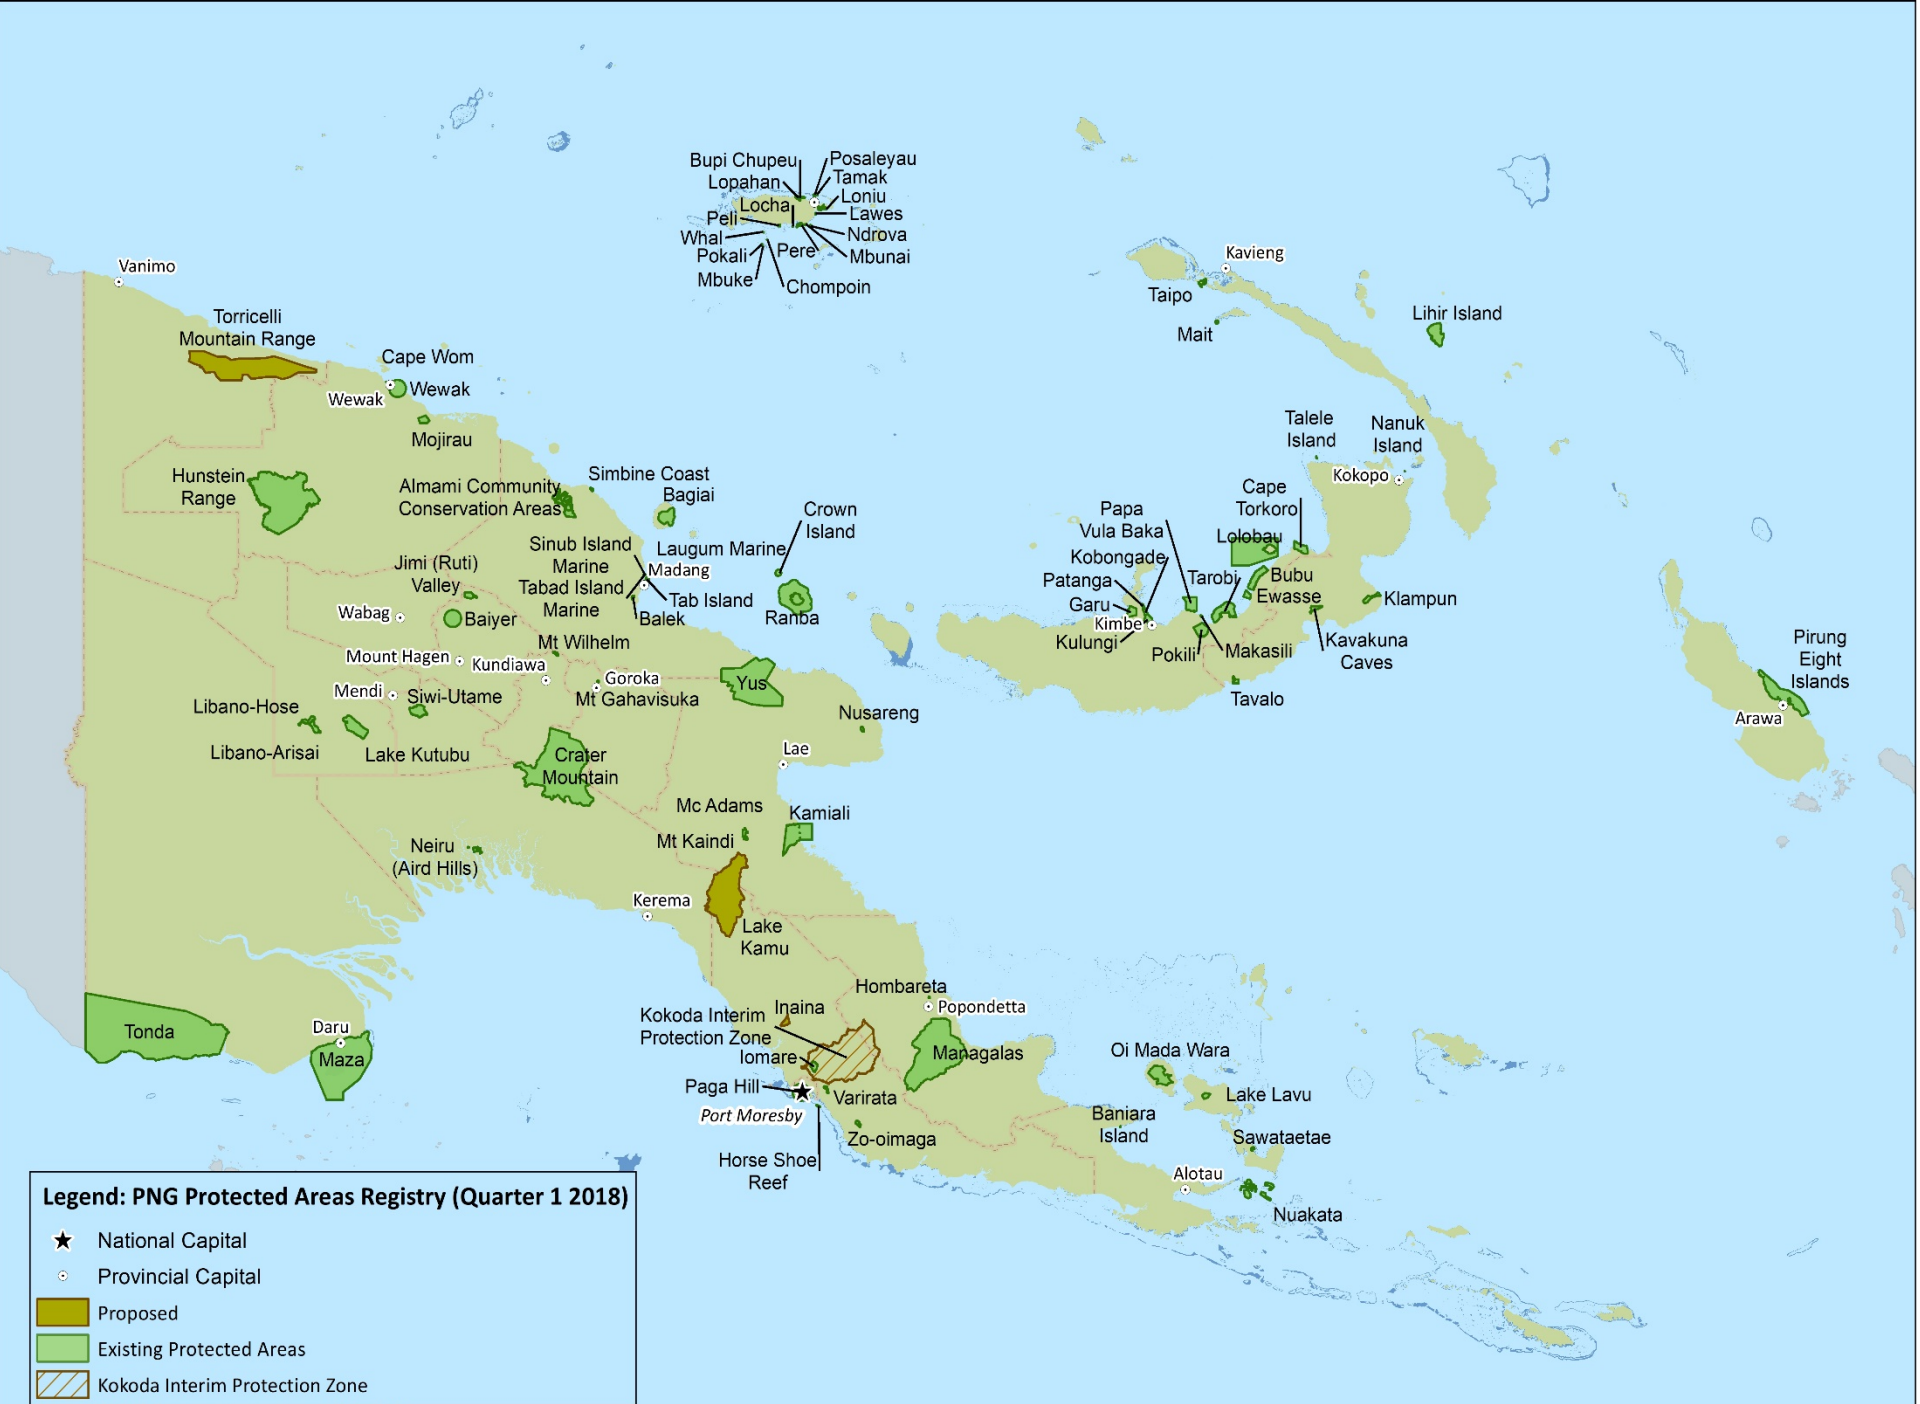 Bupi Chupeu
Posaleyau
Lopahan
Tamak
Loniu
Locha
Lawes
Peli
Ndrova
Whal
Pere
Mbunai
Pokali
Mbuke
Chompoin
Kavieng
Taipo
Mait
Lihir Island
Vanimo
Torricelli
Mountain Range
Cape Wom
Wewak
Wewak
Mojirau
Talele
Island
Nanuk
Island
Kokopo
Hunstein
Range
Almami Community
Conservation Areas
Simbine Coast
Bagiai
Crown
Island
Papa
Vula Baka
Cape
Torkoro
Lolobau
Sinub Island
Marine
Laugum Marine
Madang
Tabad Island
Marine
Tab Island
Balek
Ranba
Kobongade
Patanga
Garu
Kimbe
Kulungi
Tarobi
Bubu
Ewasse
Klampun
Pokili
Makasili
Kavakuna
Caves
Tavalo
Pirung
Eight
Islands
Arawa
Jimi (Ruti)
Valley
Wabag
Baiyer
Mt Wilhelm
Mount Hagen
Kundiawa
Goroka
Mt Gahavisuka
Mendi
Siwi-Utame
Libano-Hose
Libano-Arisai
Lake Kutubu
Yus
Nusareng
Crater
Mountain
Lae
Mc Adams
Kamiali
Mt Kaindi
Neiru
(Aird Hills)
Kerema
Lake
Kamu
Hombareta
Popondetta
Inaina
Kokoda Interim
Protection Zone
Iomare
Managalas
Tonda
Daru
Maza
Paga Hill
Varirata
Port Moresby
Zo-oimaga
Horse Shoe
Reef
Oi Mada Wara
Lake Lavu
Baniara
Island
Sawataetae
Alotau
Nuakata
Legend: PNG Protected Areas Registry (Quarter 1 2018)
National Capital
Provincial Capital
Proposed
Existing Protected Areas
Kokoda Interim Protection Zone